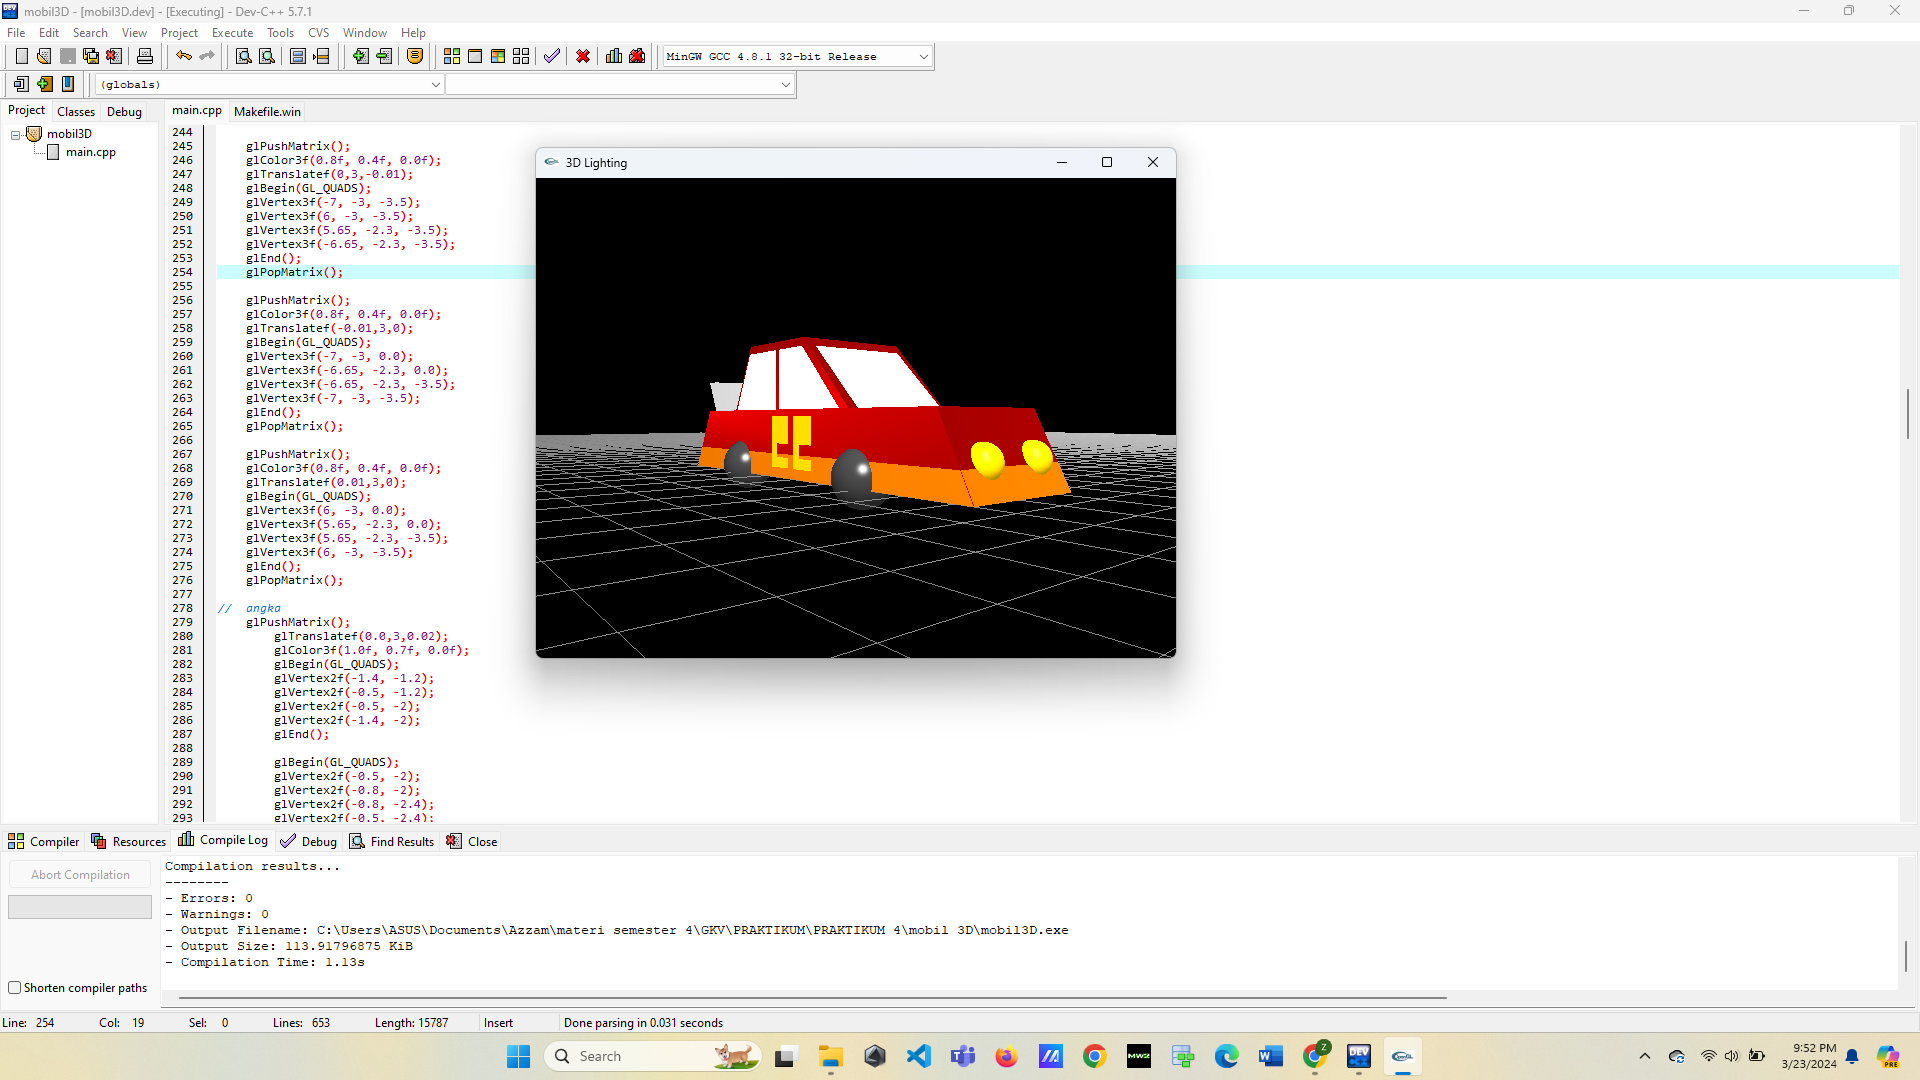 mobil3D - [mobil3D.dev] - [Executing] - Dev-C++ 5.7.1
File Edit Search View Project Execute Tools CVS Window Help
MinGW GCC 4.8.1 32-bit Release
(globals)
Project Classes Debug
main.cpp Makefile.win
mobil3D
main.cpp
244
245 glPushMatrix();
246 glColor3f(0.8f, 0.4f, 0.0f);
247 glTranslatef(0,3,-0.01);
248 glBegin(GL_QUADS);
249 glVertex3f(-7, -3, -3.5);
250 glVertex3f(6, -3, -3.5);
251 glVertex3f(5.65, -2.3, -3.5);
252 glVertex3f(-6.65, -2.3, -3.5);
253 glEnd();
254 glPopMatrix();
255
256 glPushMatrix();
257 glColor3f(0.8f, 0.4f, 0.0f);
258 glTranslatef(-0.01,3,0);
259 glBegin(GL_QUADS);
260 glVertex3f(-7, -3, 0.0);
261 glVertex3f(-6.65, -2.3, 0.0);
262 glVertex3f(-6.65, -2.3, -3.5);
263 glVertex3f(-7, -3, -3.5);
264 glEnd();
265 glPopMatrix();
266
267 glPushMatrix();
268 glColor3f(0.8f, 0.4f, 0.0f);
269 glTranslatef(0.01,3,0);
270 glBegin(GL_QUADS);
271 glVertex3f(6, -3, 0.0);
272 glVertex3f(5.65, -2.3, 0.0);
273 glVertex3f(5.65, -2.3, -3.5);
274 glVertex3f(6, -3, -3.5);
275 glEnd();
276 glPopMatrix();
277
278 // angka
279 glPushMatrix();
280 glTranslatef(0.0,3,0.02);
281 glColor3f(1.0f, 0.7f, 0.0f);
282 glBegin(GL_QUADS);
283 glVertex2f(-1.4, -1.2);
284 glVertex2f(-0.5, -1.2);
285 glVertex2f(-0.5, -2);
286 glVertex2f(-1.4, -2);
287 glEnd();
288
289 glBegin(GL_QUADS);
290 glVertex2f(-0.5, -2);
291 glVertex2f(-0.8, -2);
292 glVertex2f(-0.8, -2.4);
293 glVertex2f(-0.5, -2.4);
3D Lighting
Compiler Resources Compile Log Debug Find Results Close
Abort Compilation
Shorten compiler paths
Compilation results...
--------
- Errors: 0
- Warnings: 0
- Output Filename: C:\Users\ASUS\Documents\Azzam\materi semester 4\GKV\PRAKTIKUM\PRAKTIKUM 4\mobil 3D\mobil3D.exe
- Output Size: 113.91796875 KiB
- Compilation Time: 1.13s
Line: 254 Col: 19 Sel: 0 Lines: 653 Length: 15787 Insert Done parsing in 0.031 seconds
Search
9:52 PM
3/23/2024